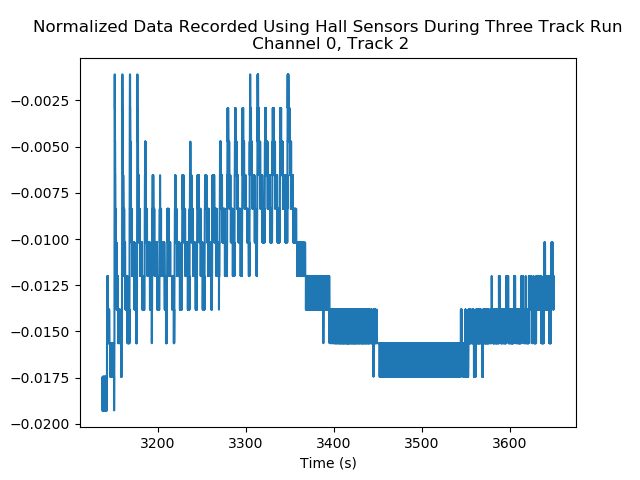 Normalized Data Recorded Using Hall Sensors During Three Track Run
Channel 0, Track 2
−0.0025
−0.0050
−0.0075
−0.0100
−0.0125
−0.0150
−0.0175
−0.0200
3200 3300 3400 3500 3600
Time (s)